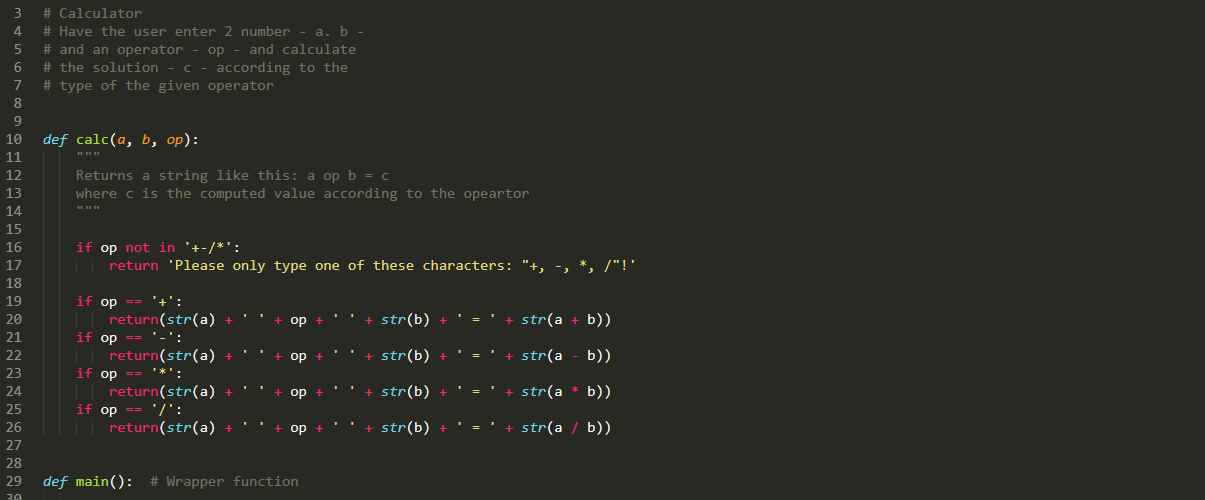 3 # Calculator
4 # Have the user enter 2 number - a. b -
5 # and an operator - op - and calculate
6 # the solution - c - according to the
7 # type of the given operator
8
9
10 def calc(a, b, op):
11 """
12 Returns a string like this: a op b = c
13 where c is the computed value according to the opeartor
14 """
15
16 if op not in '+-/*':
17 return 'Please only type one of these characters: "+, -, *, /"!'
18
19 if op == '+':
20 return(str(a) + ' ' + op + ' ' + str(b) + ' = ' + str(a + b))
21 if op == '-':
22 return(str(a) + ' ' + op + ' ' + str(b) + ' = ' + str(a - b))
23 if op == '*':
24 return(str(a) + ' ' + op + ' ' + str(b) + ' = ' + str(a * b))
25 if op == '/':
26 return(str(a) + ' ' + op + ' ' + str(b) + ' = ' + str(a / b))
27
28
29 def main():  # Wrapper function
30